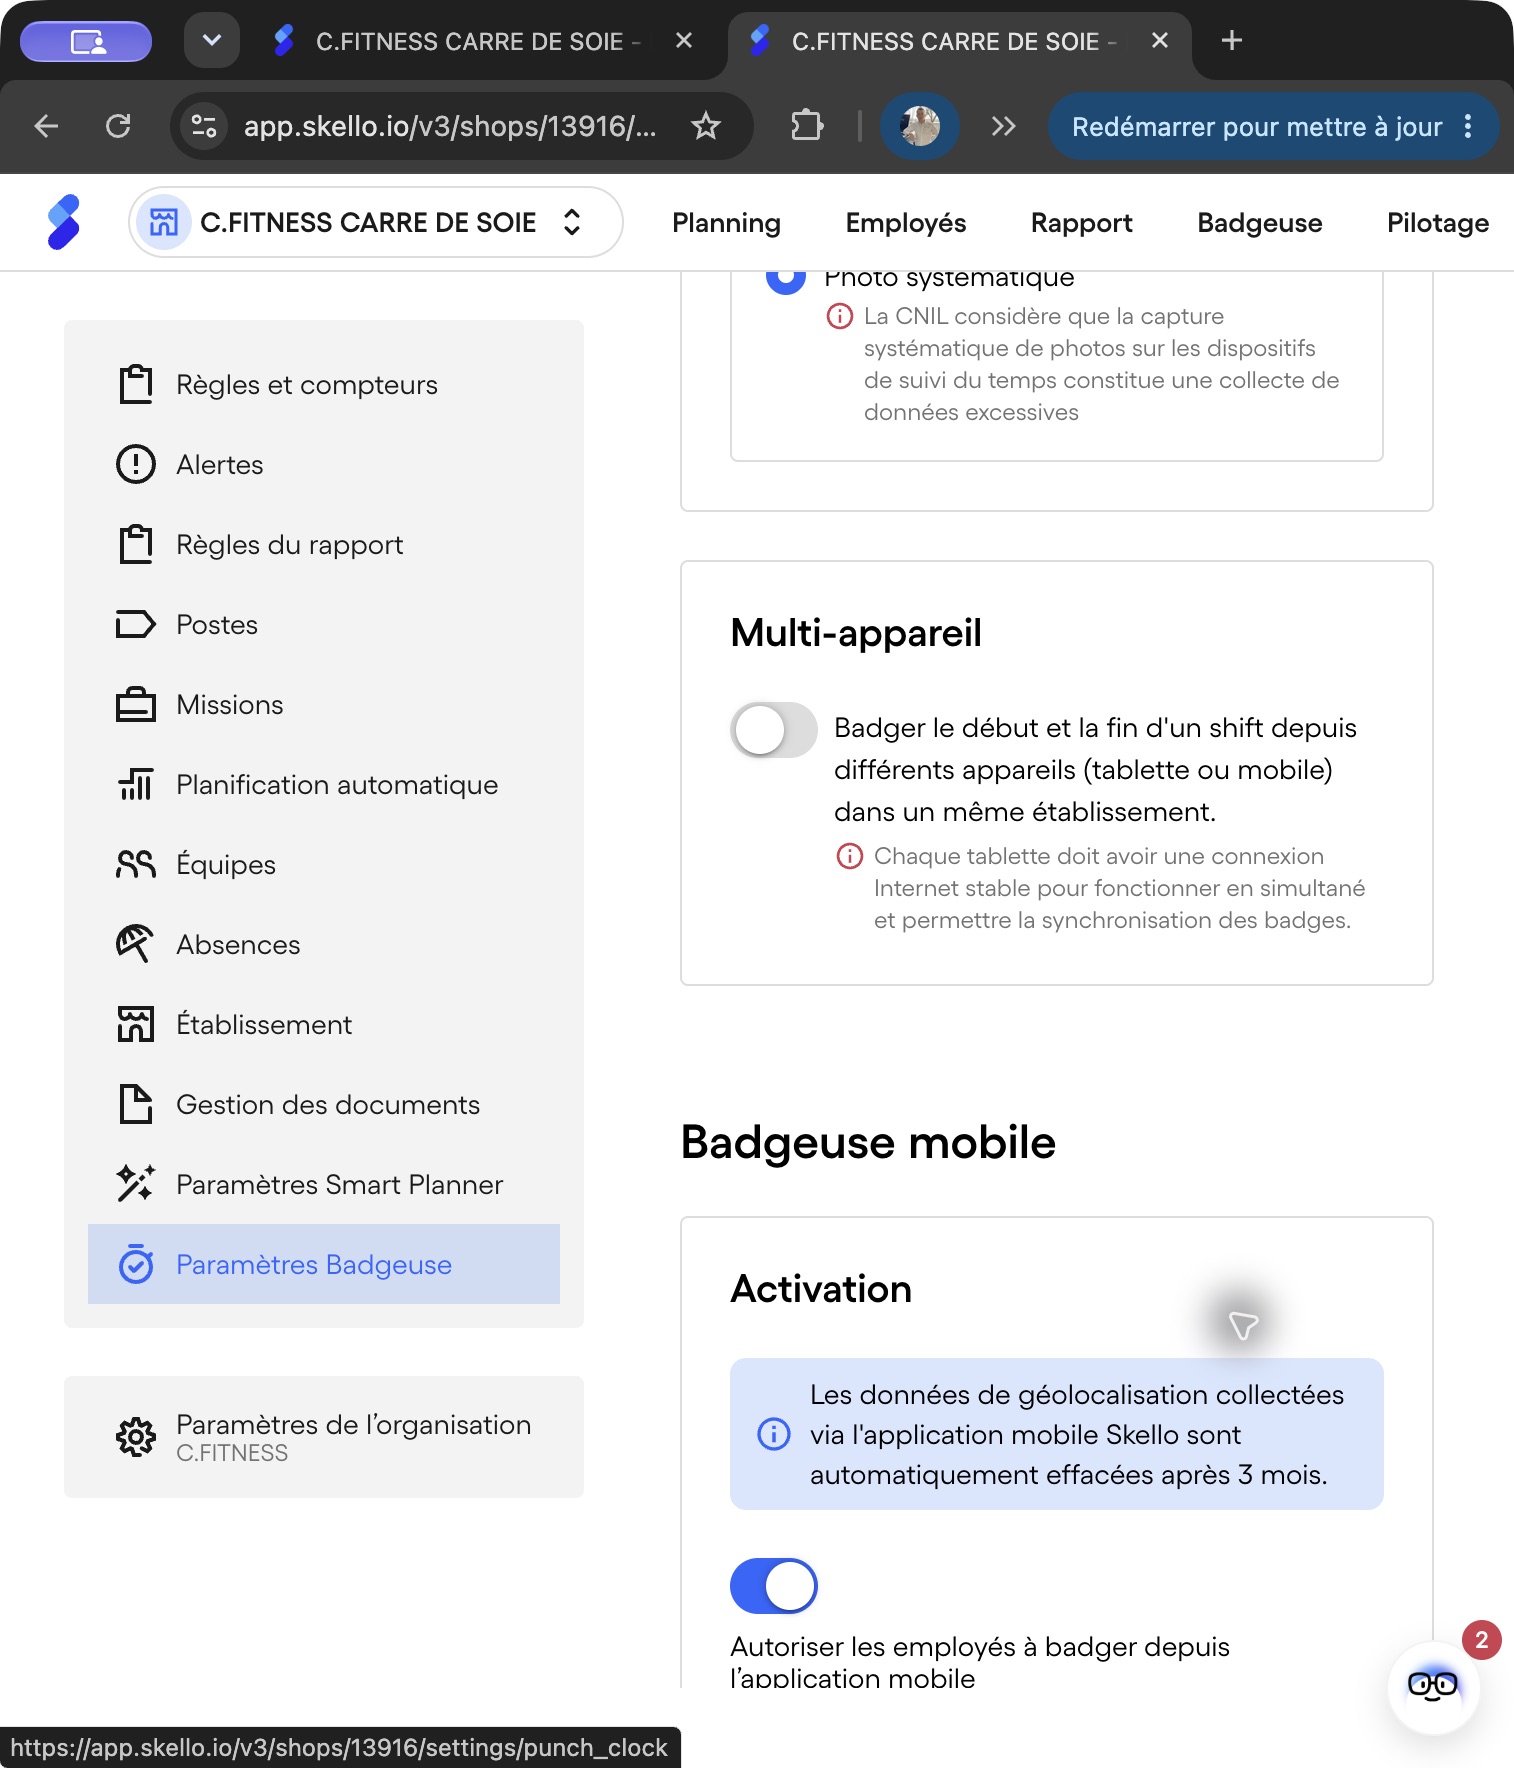 C.FITNESS CARRE DE SOIE -
C.FITNESS CARRE DE SOIE -
app.skello.io/v3/shops/13916/...
Redémarrer pour mettre à jour
C.FITNESS CARRE DE SOIE
Planning
Employés
Rapport
Badgeuse
Pilotage
Règles et compteurs
Alertes
Règles du rapport
Postes
Missions
Planification automatique
Équipes
Absences
Établissement
Gestion des documents
Paramètres Smart Planner
Paramètres Badgeuse
Paramètres de l’organisation
C.FITNESS
Photo systématique
La CNIL considère que la capture
systématique de photos sur les dispositifs
de suivi du temps constitue une collecte de
données excessives
Multi-appareil
Badger le début et la fin d'un shift depuis
différents appareils (tablette ou mobile)
dans un même établissement.
Chaque tablette doit avoir une connexion
Internet stable pour fonctionner en simultané
et permettre la synchronisation des badges.
Badgeuse mobile
Activation
Les données de géolocalisation collectées
via l'application mobile Skello sont
automatiquement effacées après 3 mois.
Autoriser les employés à badger depuis
l’application mobile
2
https://app.skello.io/v3/shops/13916/settings/punch_clock